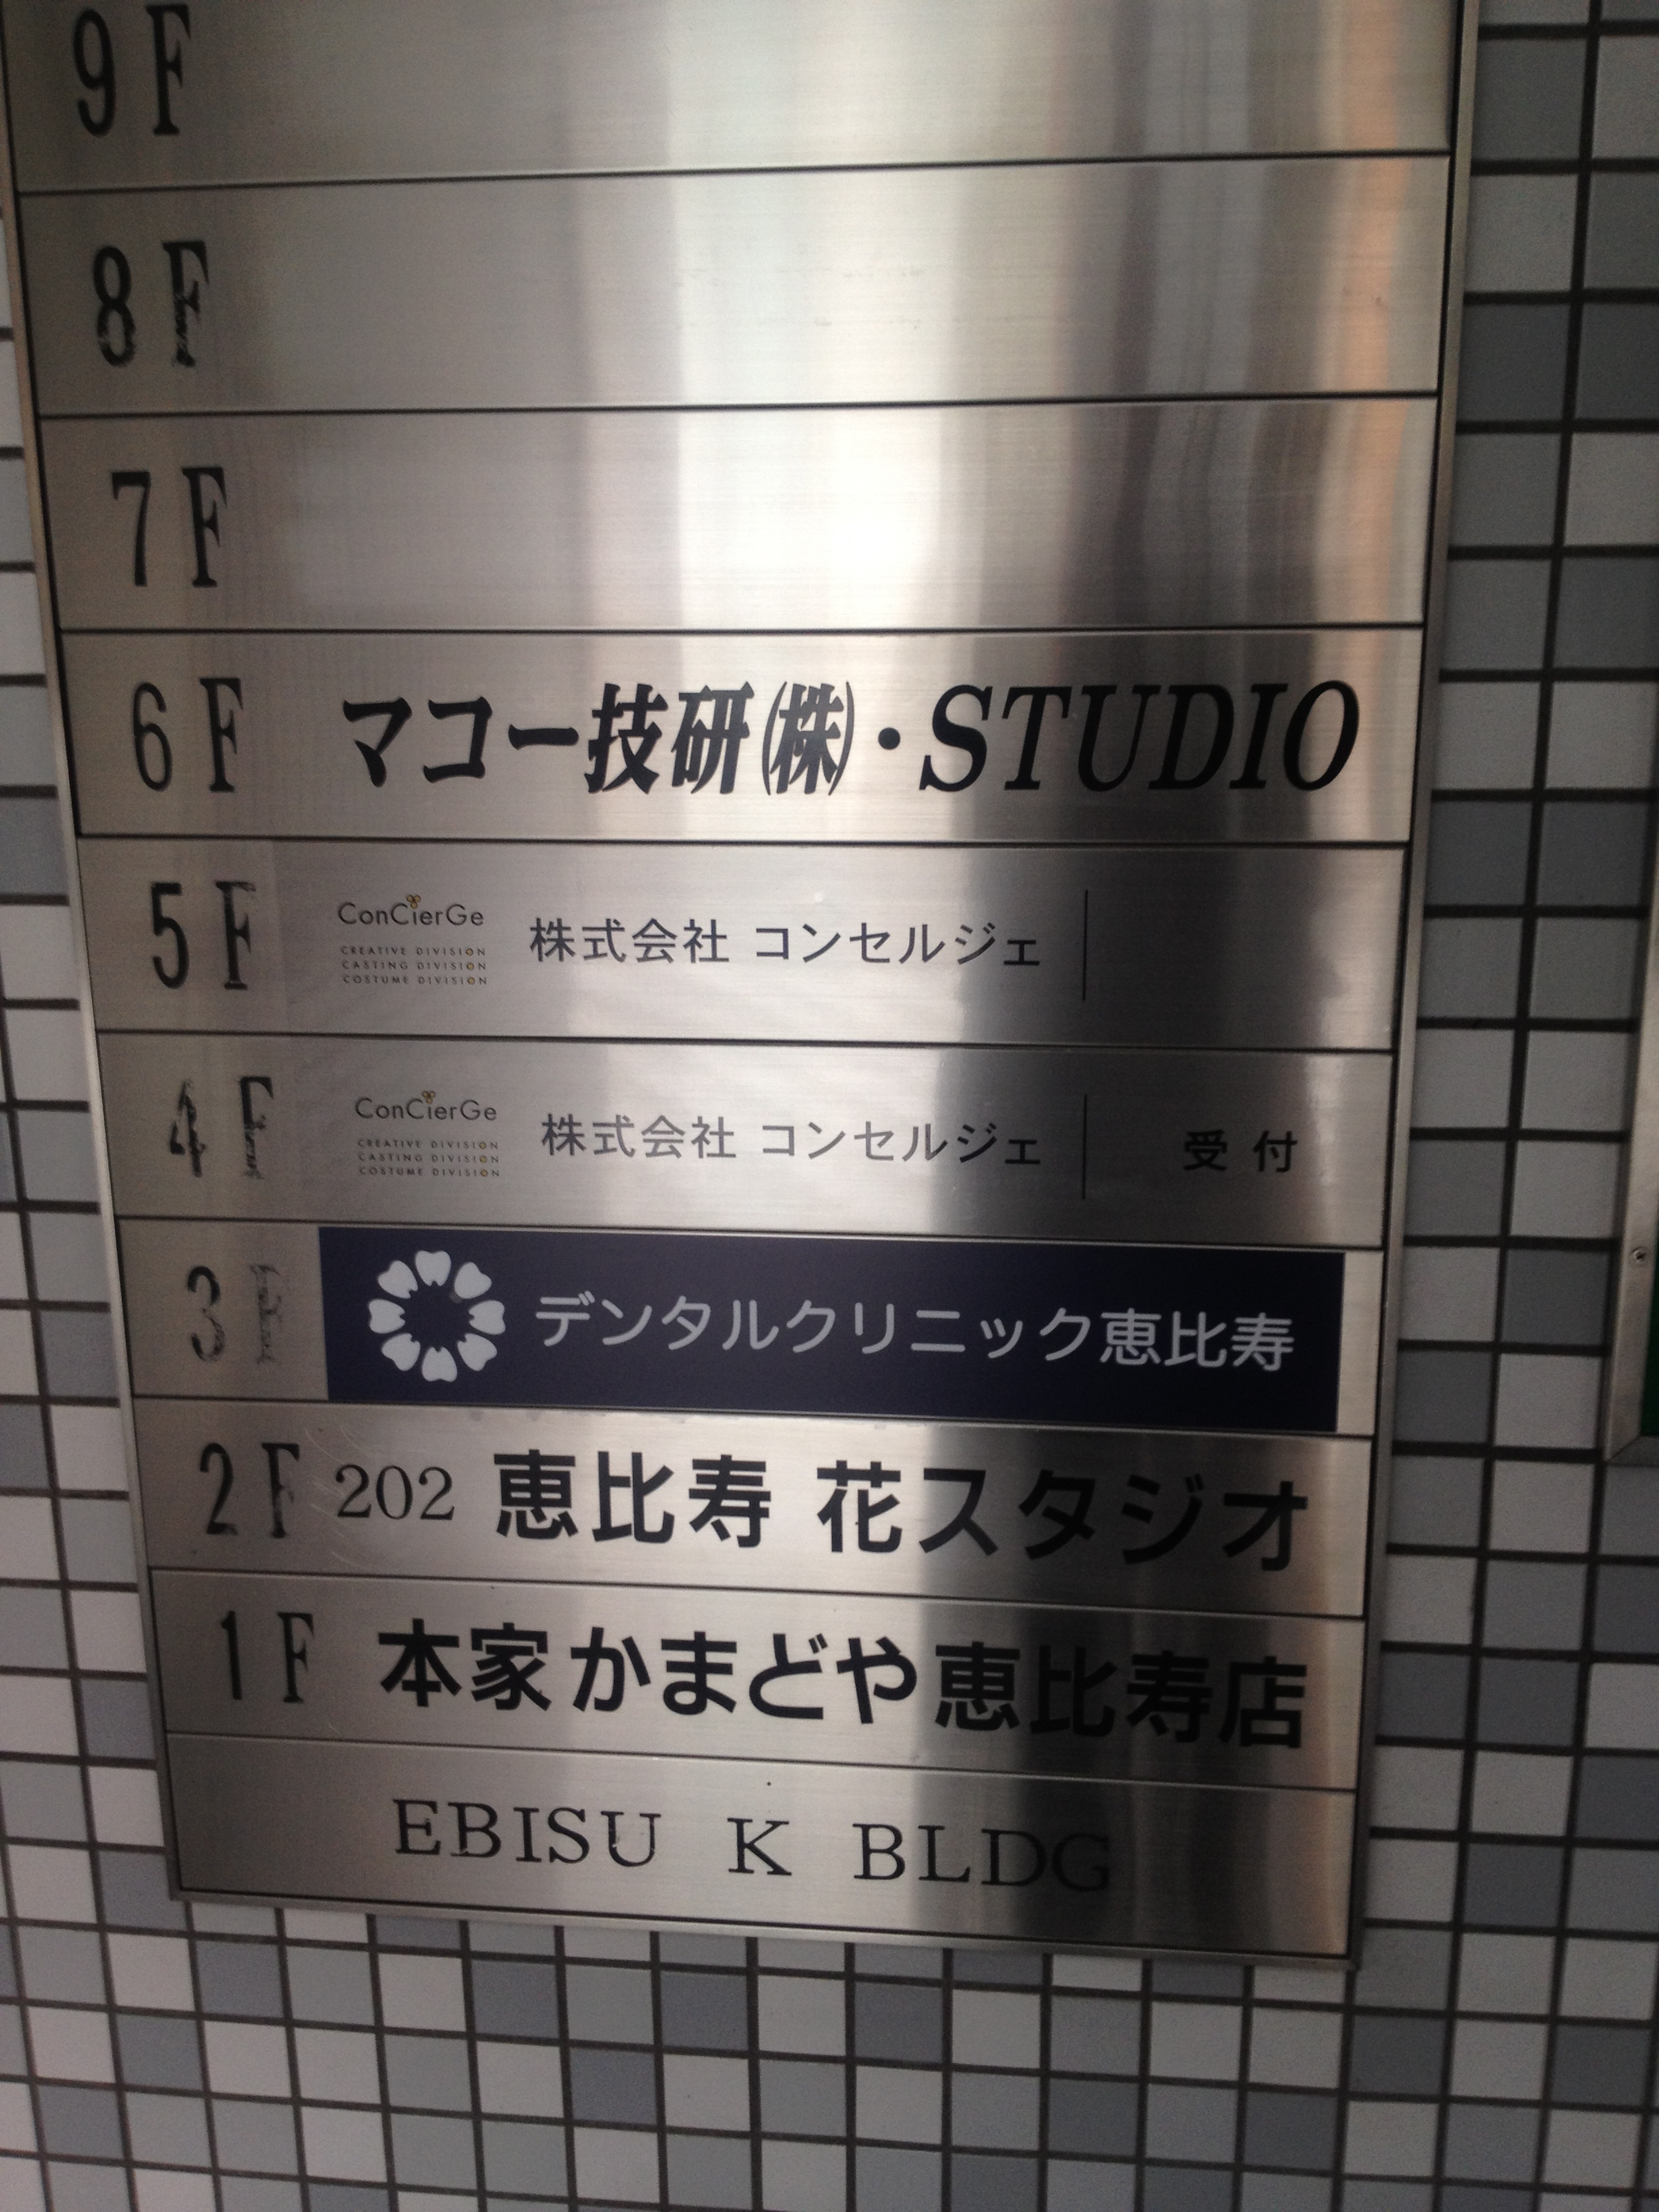 9F
8F
7F
6F マコー技研㈱・STUDIO
5F ConCierGe 株式会社 コンセルジェ
CREATIVE DIVISION
CASTING DIVISION
COSTUME DIVISION
4F ConCierGe 株式会社 コンセルジェ 受付
CREATIVE DIVISION
CASTING DIVISION
COSTUME DIVISION
3F デンタルクリニック恵比寿
2F 202 恵比寿 花スタジオ
1F 本家かまどや恵比寿店
EBISU K BLDG